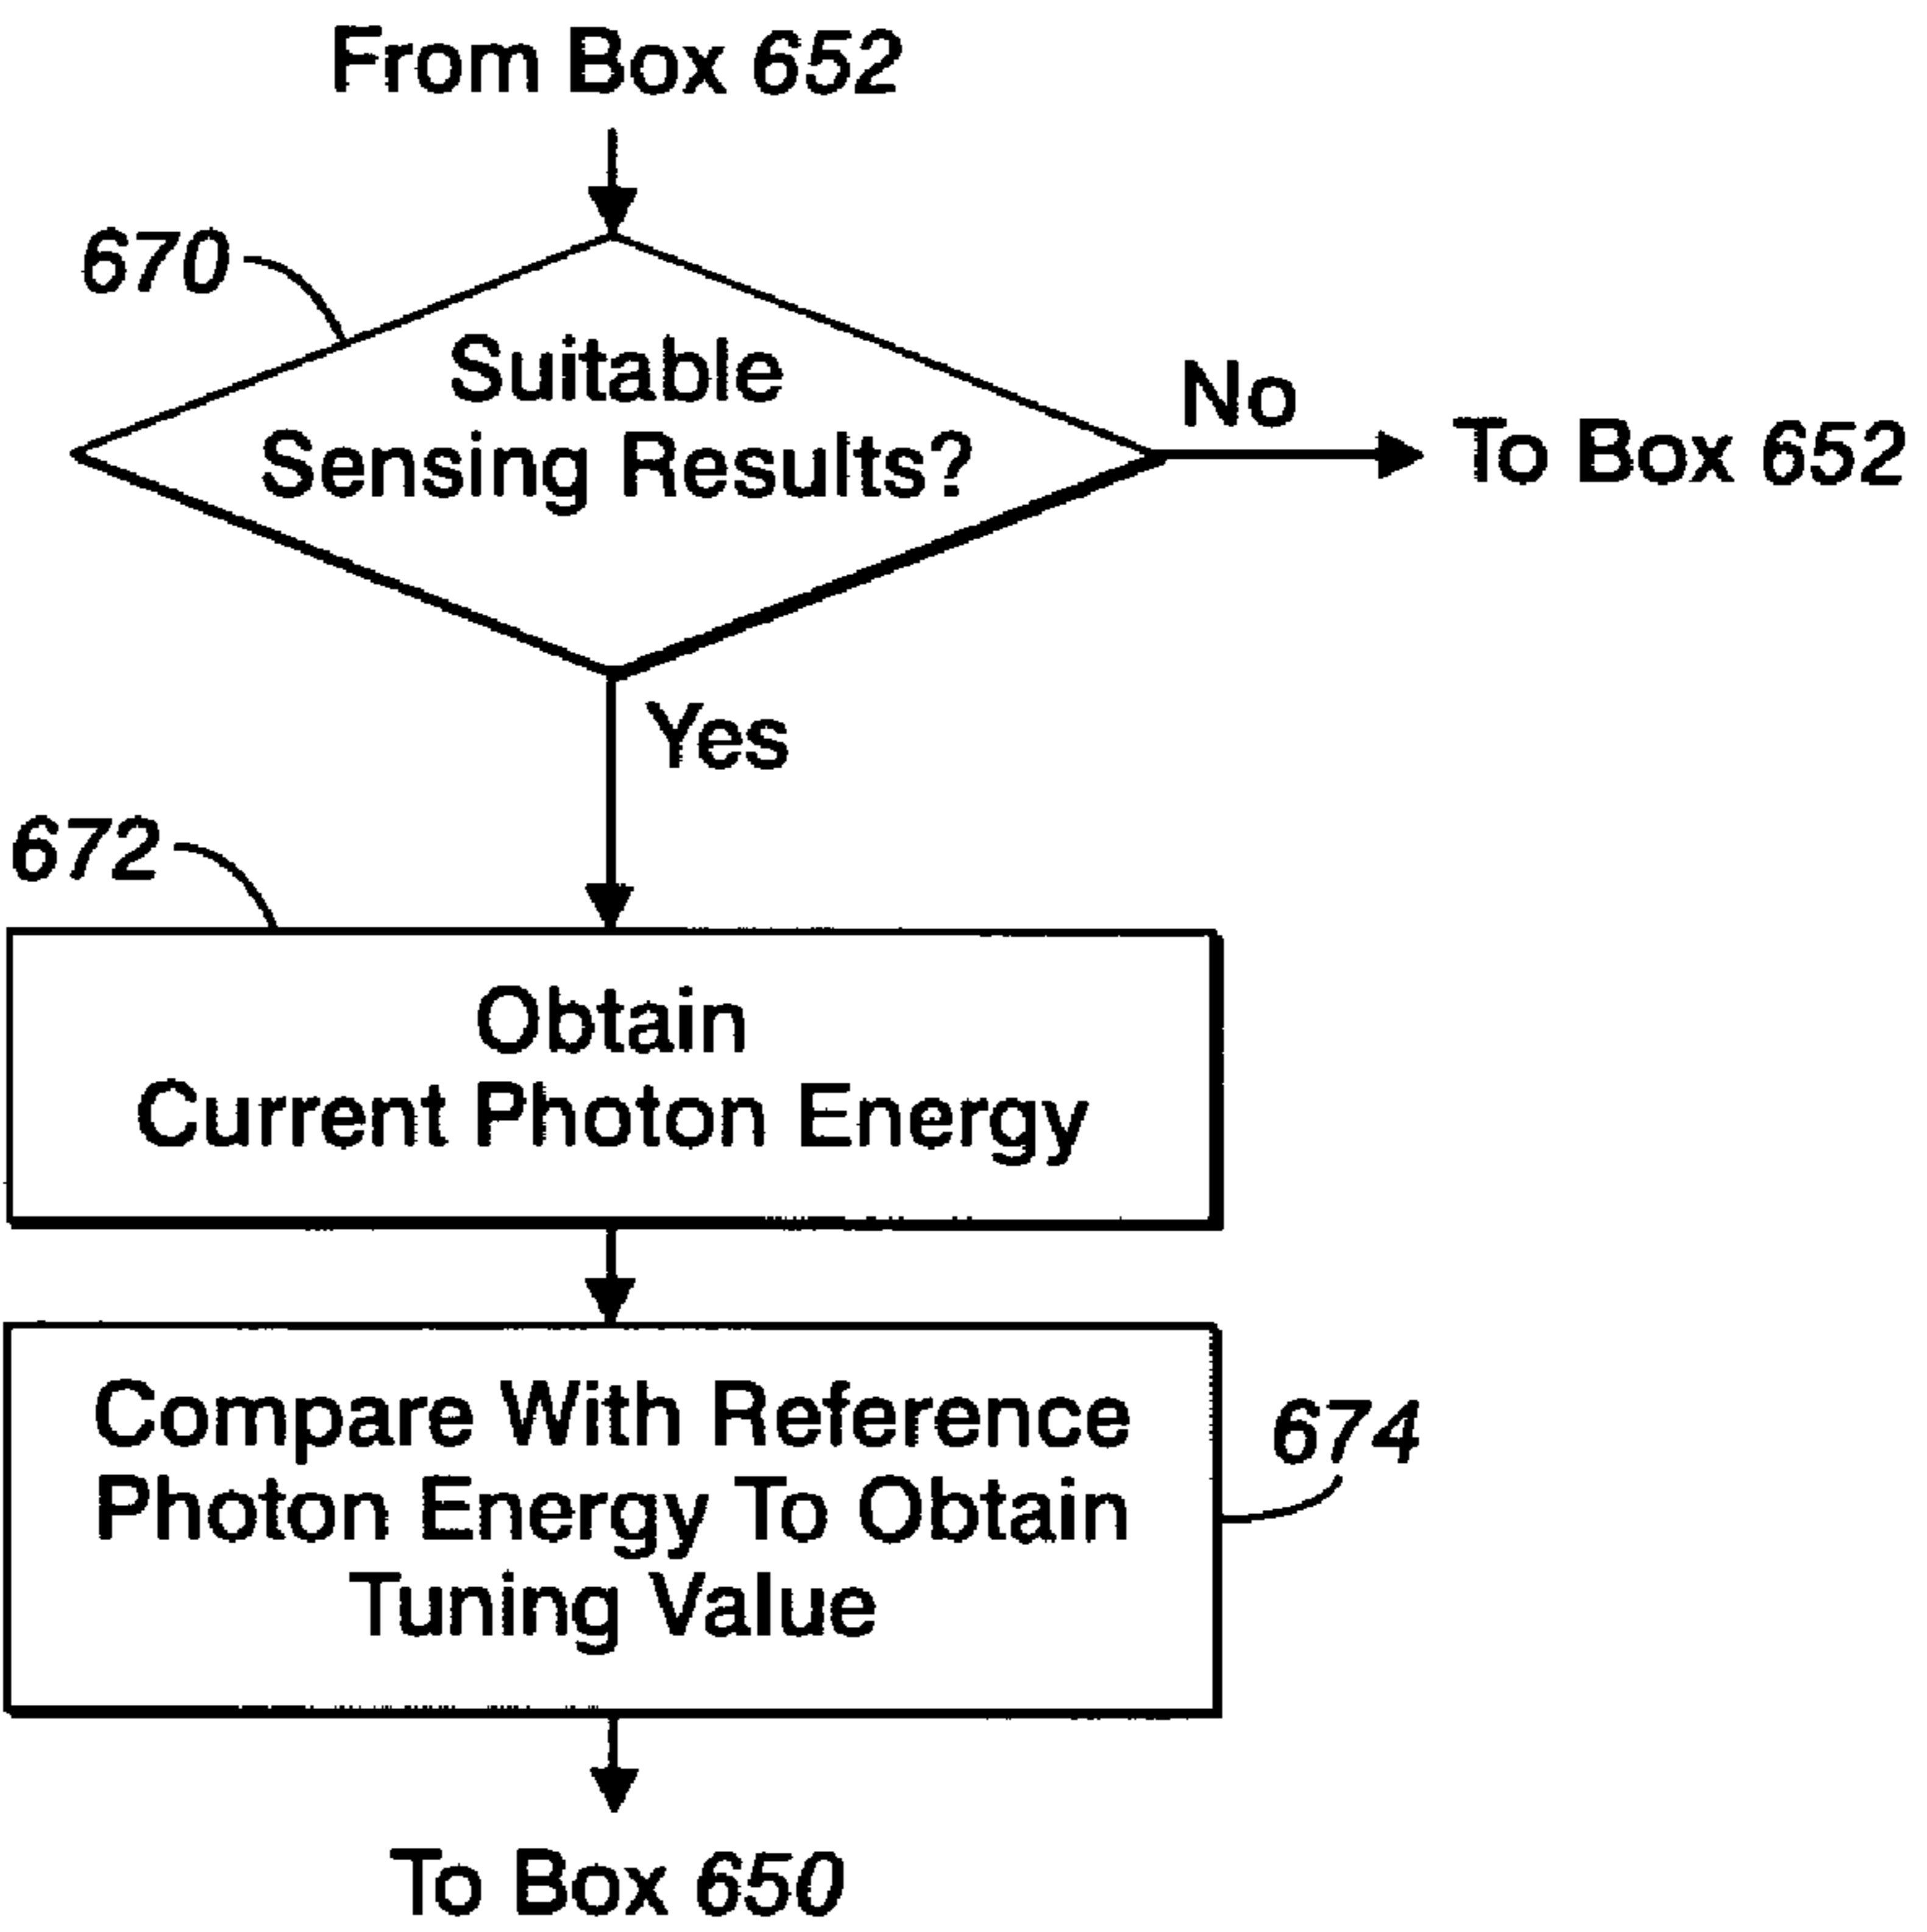 From Box 652
670
Suitable
Sensing Results?
No
To Box 652
Yes
672
Obtain
Current Photon Energy
Compare With Reference
Photon Energy To Obtain
Tuning Value
674
To Box 650